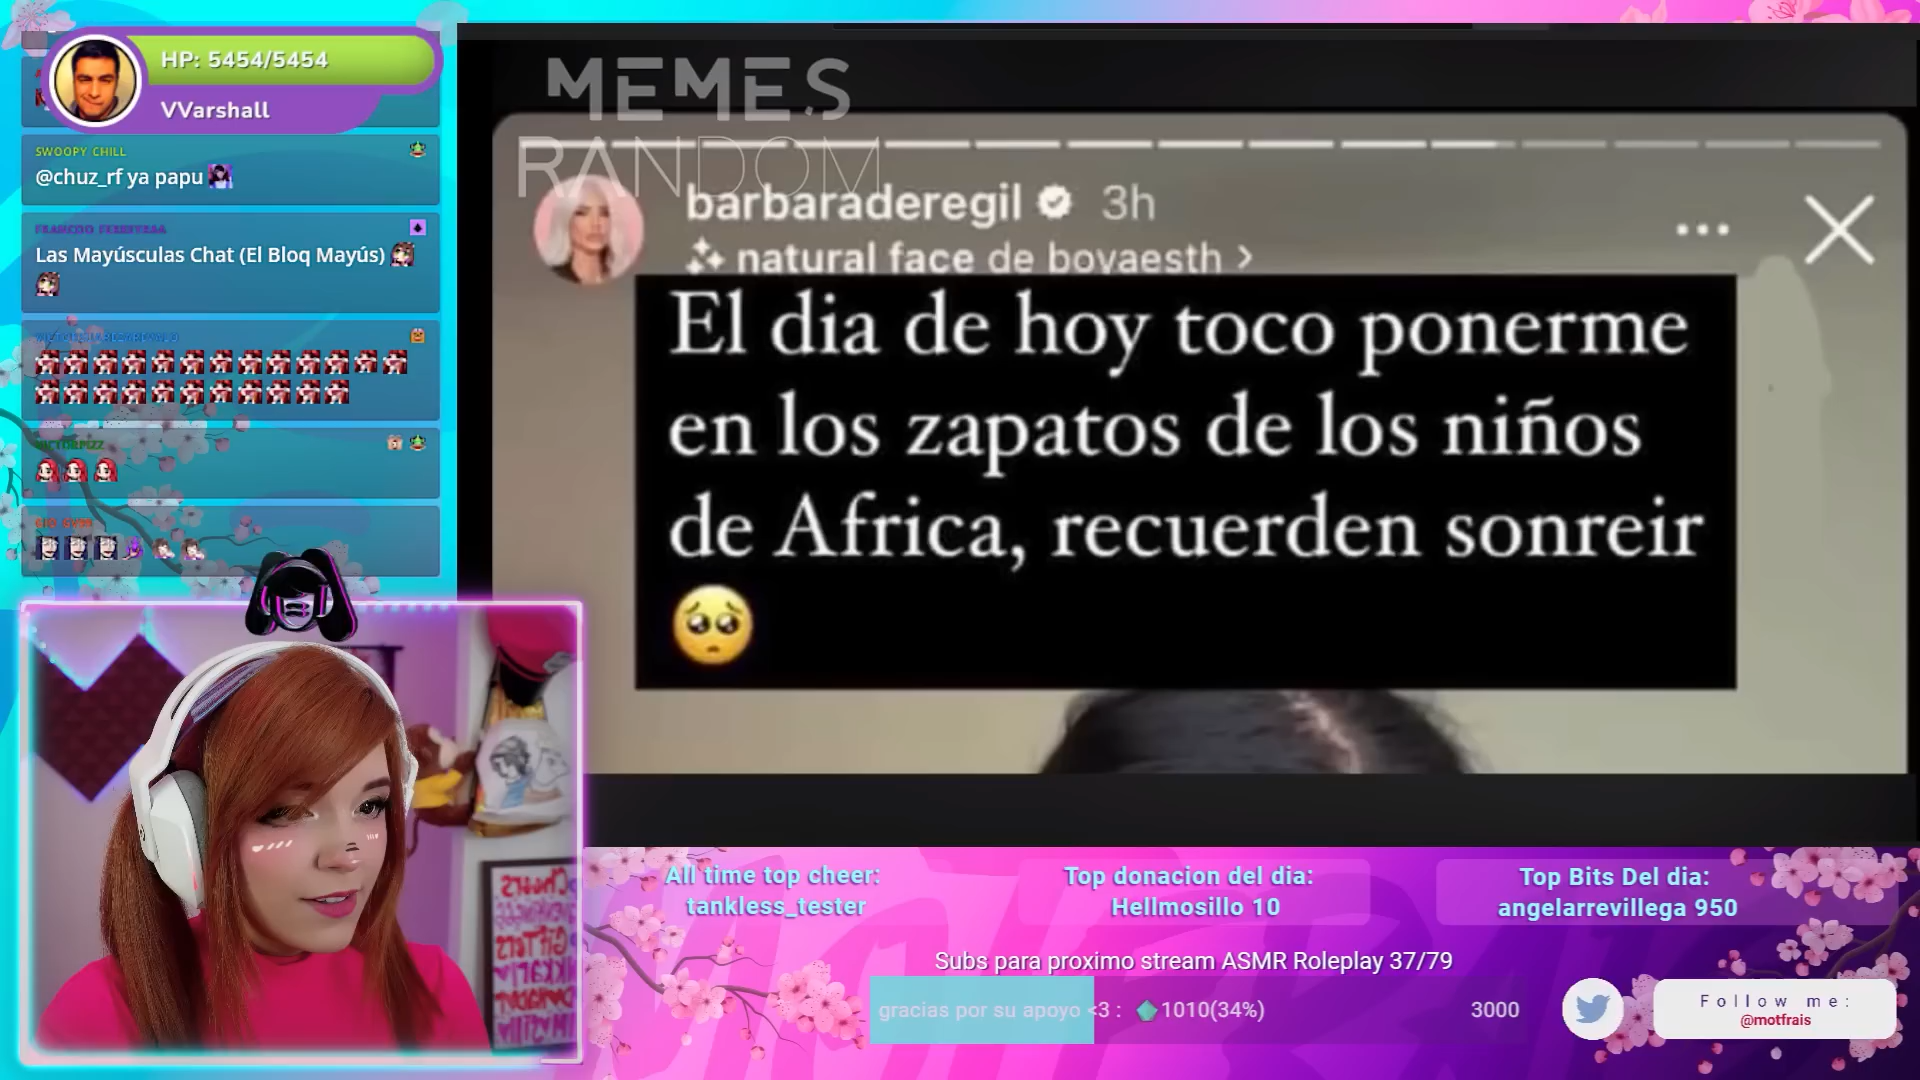 HP: 5454/5454
VVarshall
SWOOPY CHILL
@chuz_rf ya papu
Las Mayúsculas Chat (El Bloq Mayús)
MEMES
RANDOM
barbaraderegil 3h
natural face de boyaesth >
El dia de hoy toco ponerme
en los zapatos de los niños
de Africa, recuerden sonreir
All time top cheer:
tankless_tester
Top donacion del dia:
Hellmosillo 10
Top Bits Del dia:
angelarrevillega 950
Subs para proximo stream ASMR Roleplay 37/79
gracias por su apoyo <3 : 1010(34%) 3000
Follow me:
@motfrais